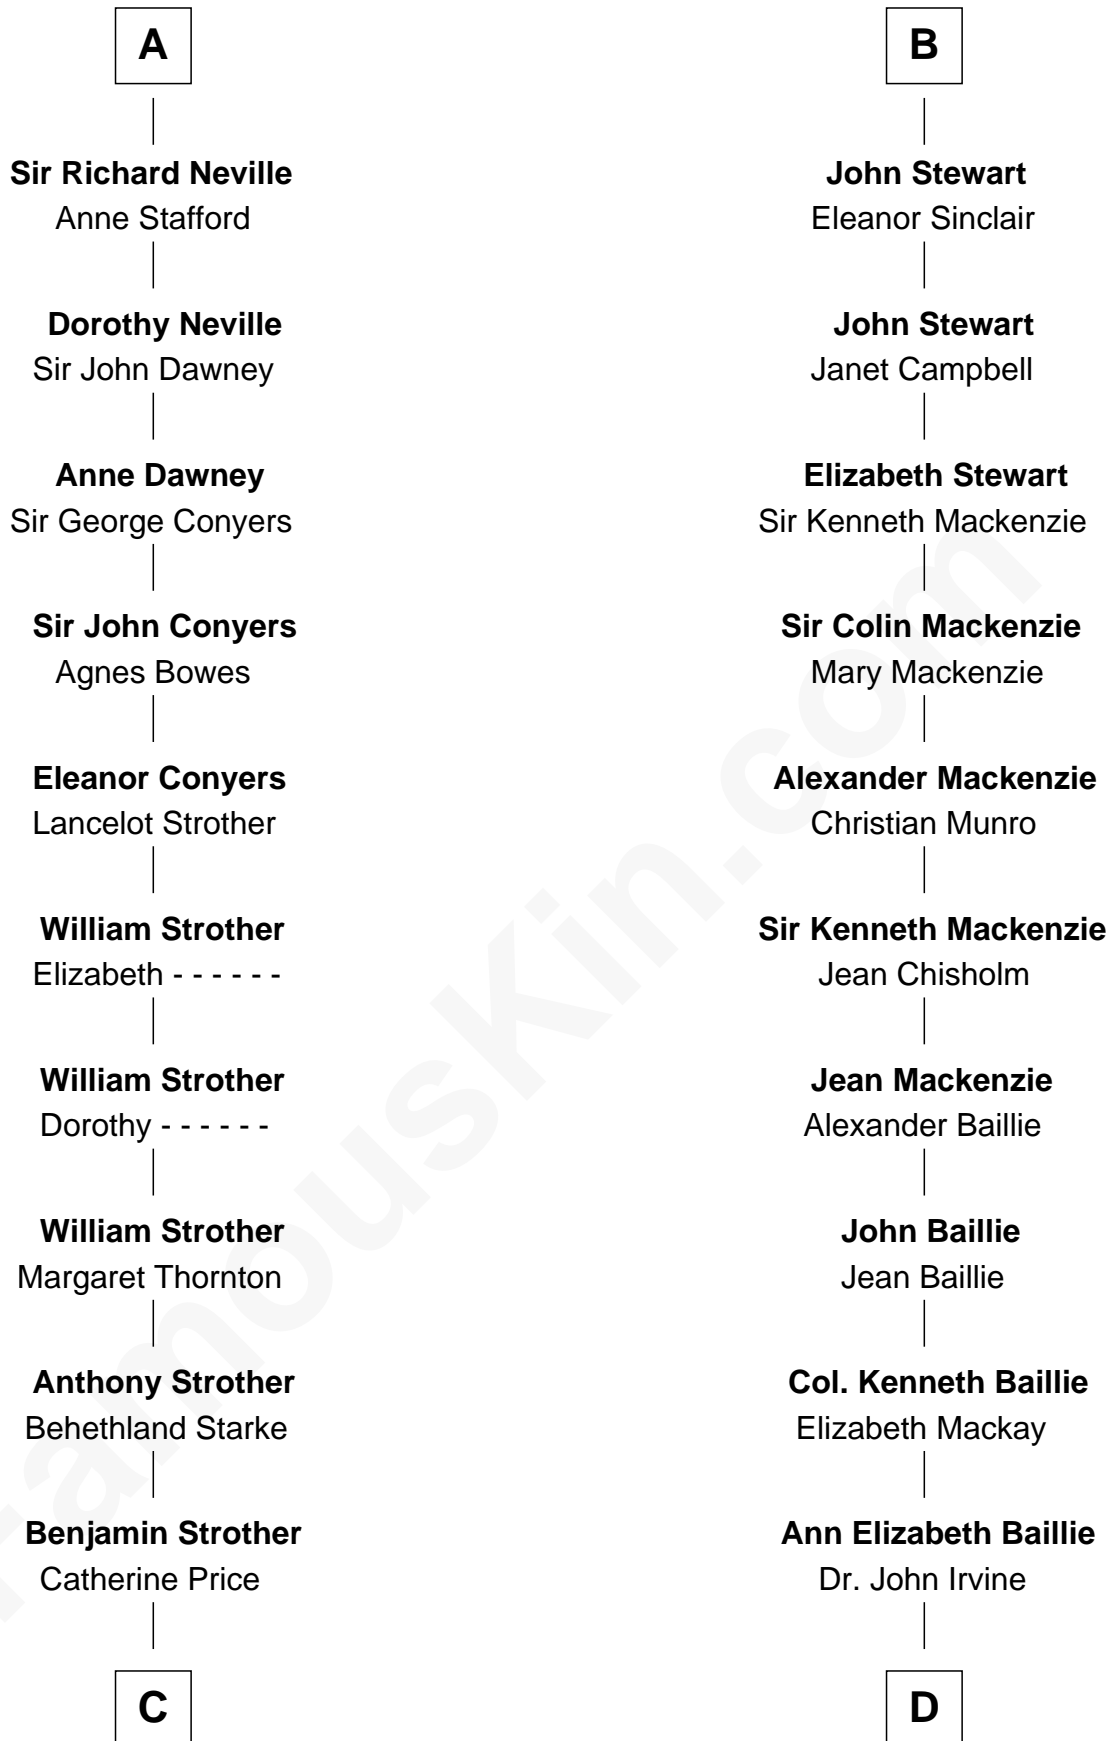 A
Sir Richard Neville
Anne Stafford
Dorothy Neville
Sir John Dawney
Anne Dawney
Sir George Conyers
Sir John Conyers
Agnes Bowes
Eleanor Conyers
Lancelot Strother
William Strother
Elizabeth - - - - - -
William Strother
Dorothy - - - - - -
William Strother
Margaret Thornton
Anthony Strother
Behethland Starke
Benjamin Strother
Catherine Price
C
B
John Stewart
Eleanor Sinclair
John Stewart
Janet Campbell
Elizabeth Stewart
Sir Kenneth Mackenzie
Sir Colin Mackenzie
Mary Mackenzie
Alexander Mackenzie
Christian Munro
Sir Kenneth Mackenzie
Jean Chisholm
Jean Mackenzie
Alexander Baillie
John Baillie
Jean Baillie
Col. Kenneth Baillie
Elizabeth Mackay
Ann Elizabeth Baillie
Dr. John Irvine
D
FamousKin.com